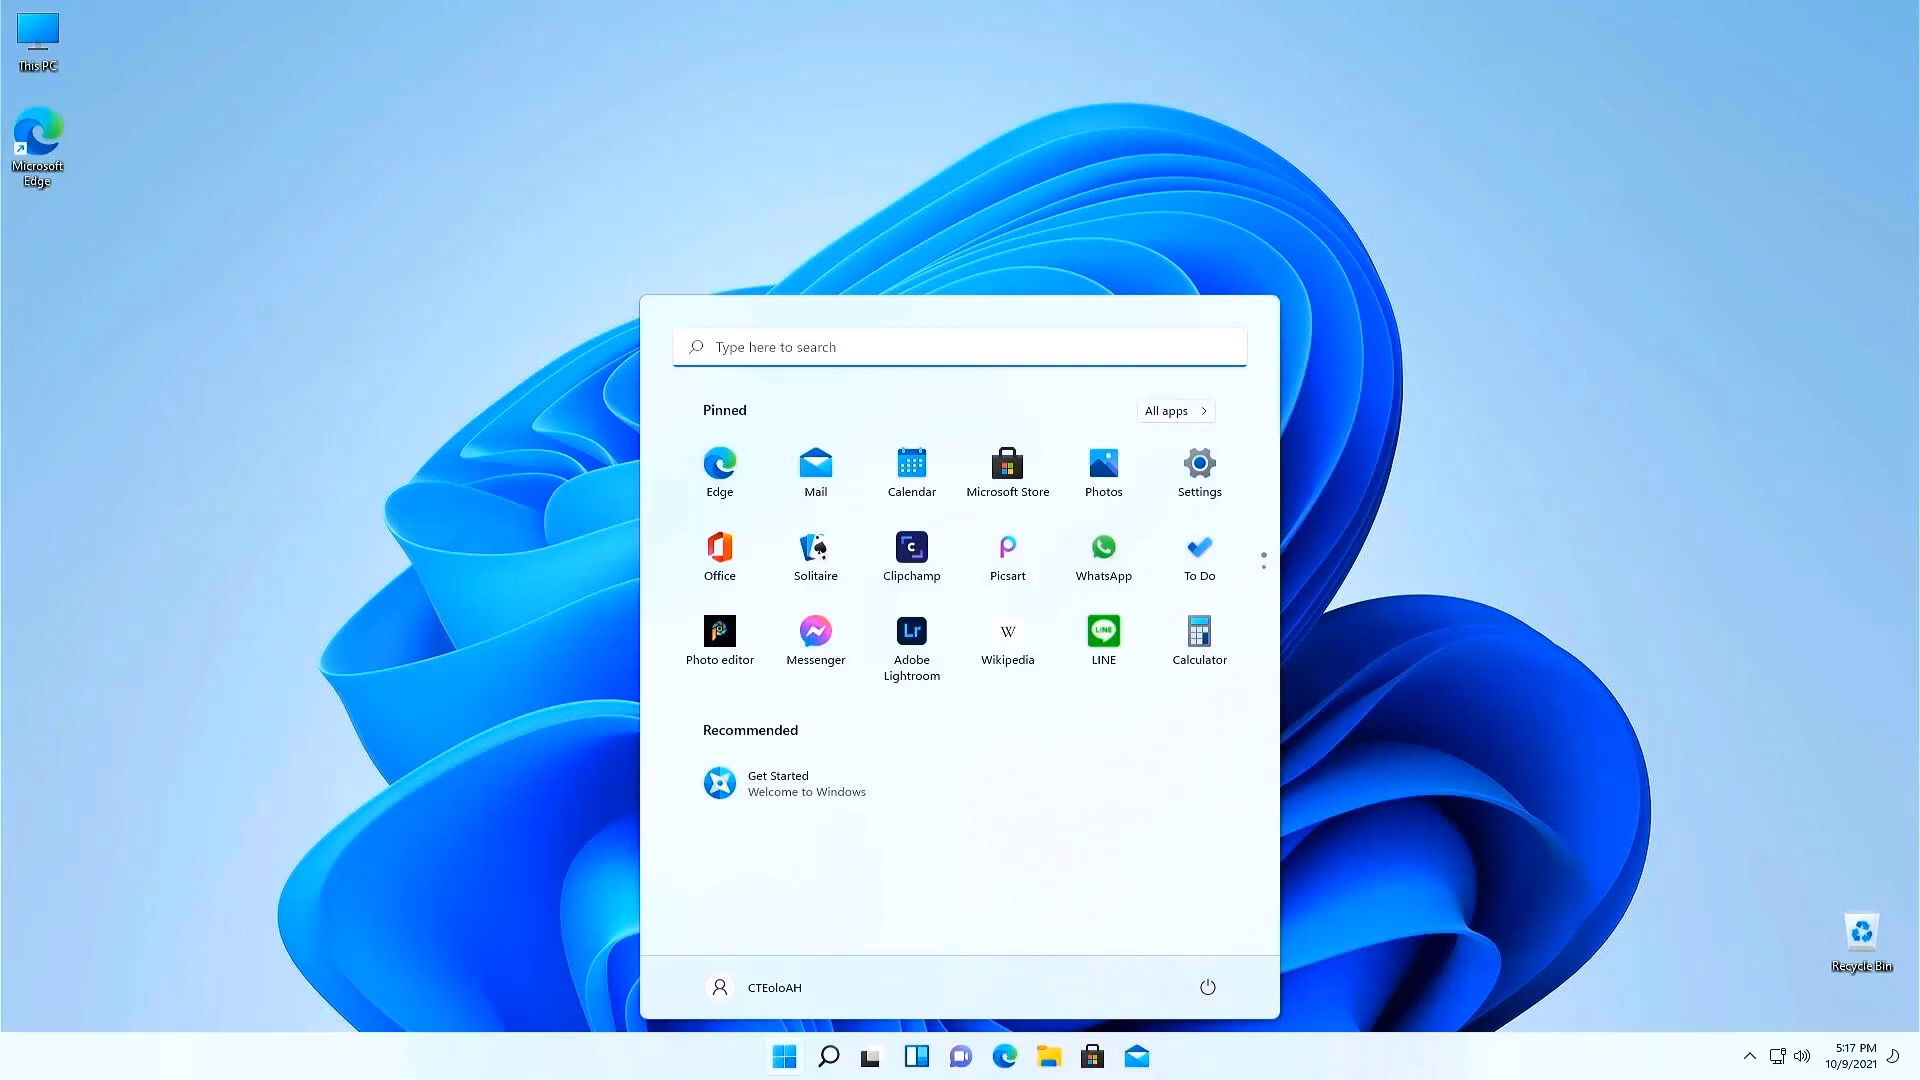 This PC
Microsoft
Edge
Type here to search
Pinned
All apps
Edge
Mail
Calendar
Microsoft Store
Photos
Settings
Office
Solitaire
Clipchamp
Picsart
WhatsApp
To Do
Photo editor
Messenger
Adobe
Lightroom
Wikipedia
LINE
Calculator
C
Lr
W
LINE
Recommended
Get Started
Welcome to Windows
CTEoloAH
Recycle Bin
5:17 PM
10/9/2021